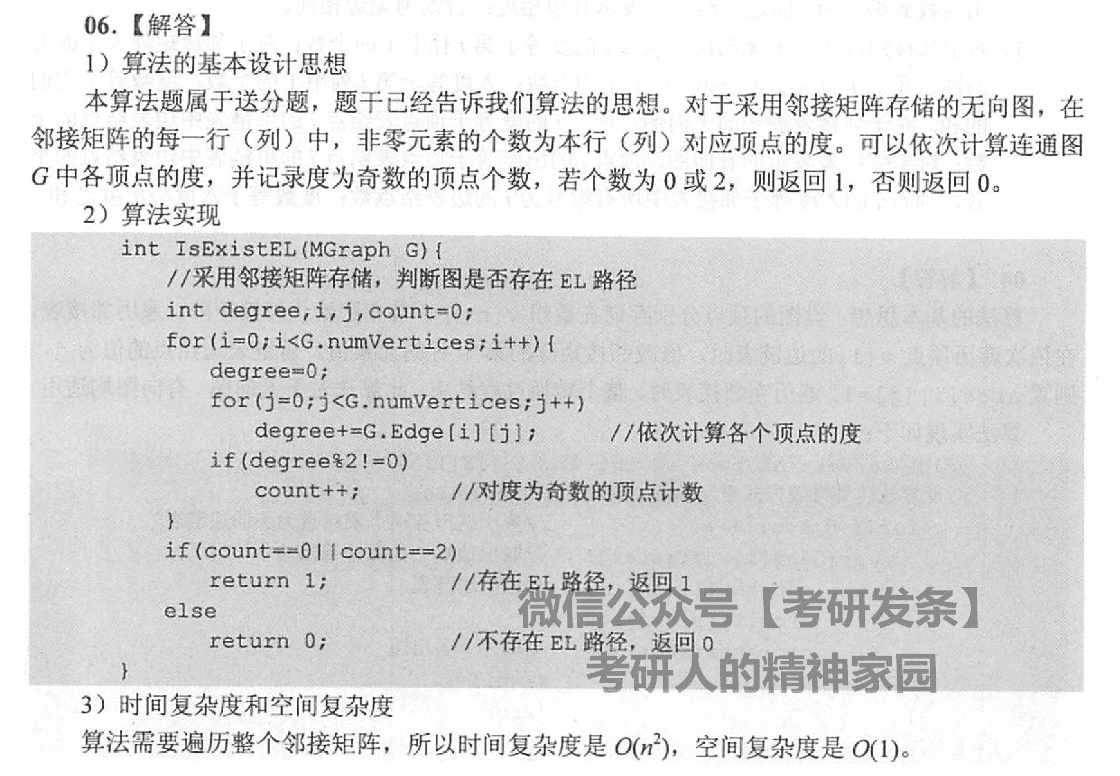 06.【解答】
1）算法的基本设计思想
本算法题属于送分题，题干已经告诉我们算法的思想。对于采用邻接矩阵存储的无向图，在
邻接矩阵的每一行（列）中，非零元素的个数为本行（列）对应顶点的度。可以依次计算连通图
G 中各顶点的度，并记录度为奇数的顶点个数，若个数为 0 或 2，则返回 1，否则返回 0。
2）算法实现
int IsExistEL(MGraph G){
//采用邻接矩阵存储，判断图是否存在 EL 路径
int degree,i,j,count=0;
for(i=0;i<G.numVertices;i++){
degree=0;
for(j=0;j<G.numVertices;j++)
degree+=G.Edge[i][j]; //依次计算各个顶点的度
if(degree%2!=0)
count++; //对度为奇数的顶点计数
}
if(count==0||count==2)
return 1; //存在 EL 路径，返回 1
else
return 0; //不存在 EL 路径，返回 0
}
微信公众号【考研发条】
考研人的精神家园
3）时间复杂度和空间复杂度
算法需要遍历整个邻接矩阵，所以时间复杂度是 O(n²)，空间复杂度是 O(1)。